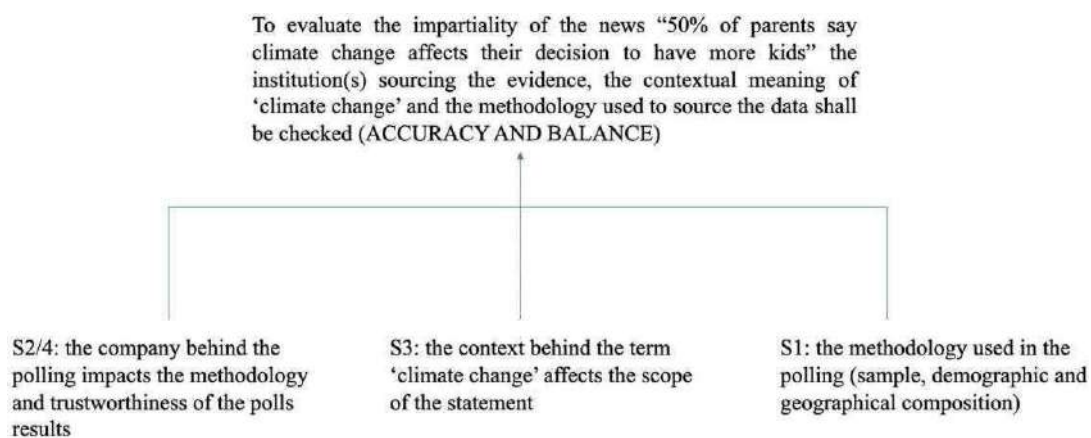 To evaluate the impartiality of the news “50% of parents say
climate change affects their decision to have more kids” the
institution(s) sourcing the evidence, the contextual meaning of
‘climate change’ and the methodology used to source the data shall
be checked (ACCURACY AND BALANCE)
S2/4: the company behind the
polling impacts the methodology
and trustworthiness of the polls
results
S3: the context behind the term
‘climate change’ affects the scope
of the statement
S1: the methodology used in the
polling (sample, demographic and
geographical composition)